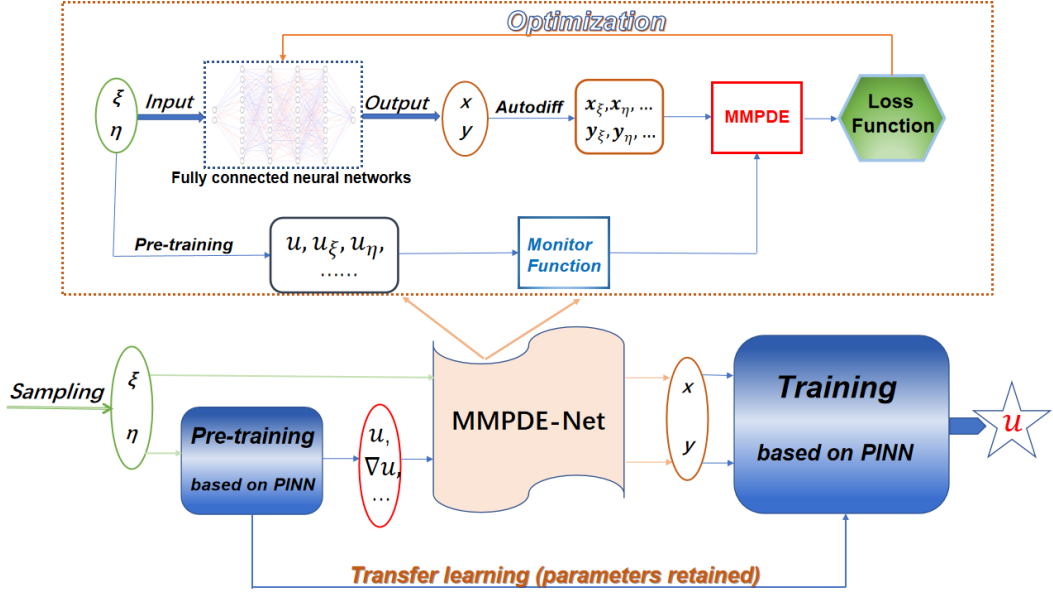 Optimization
ξ
η
Input
Fully connected neural networks
Output
x
y
Autodiff
x_ξ, x_η, ...
y_ξ, y_η, ...
MMPDE
Loss
Function
Pre-training
u, u_ξ, u_η,
......
Monitor
Function
Sampling
ξ
η
Pre-training
based on PINN
u,
∇u,
...
MMPDE-Net
x
y
Training
based on PINN
u
Transfer learning (parameters retained)